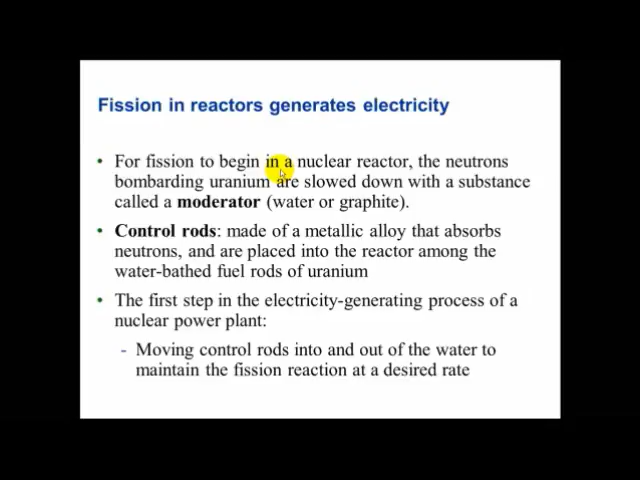 Fission in reactors generates electricity
• For fission to begin in a nuclear reactor, the neutrons
bombarding uranium are slowed down with a substance
called a moderator (water or graphite).
• Control rods: made of a metallic alloy that absorbs
neutrons, and are placed into the reactor among the
water-bathed fuel rods of uranium
• The first step in the electricity-generating process of a
nuclear power plant:
- Moving control rods into and out of the water to
maintain the fission reaction at a desired rate